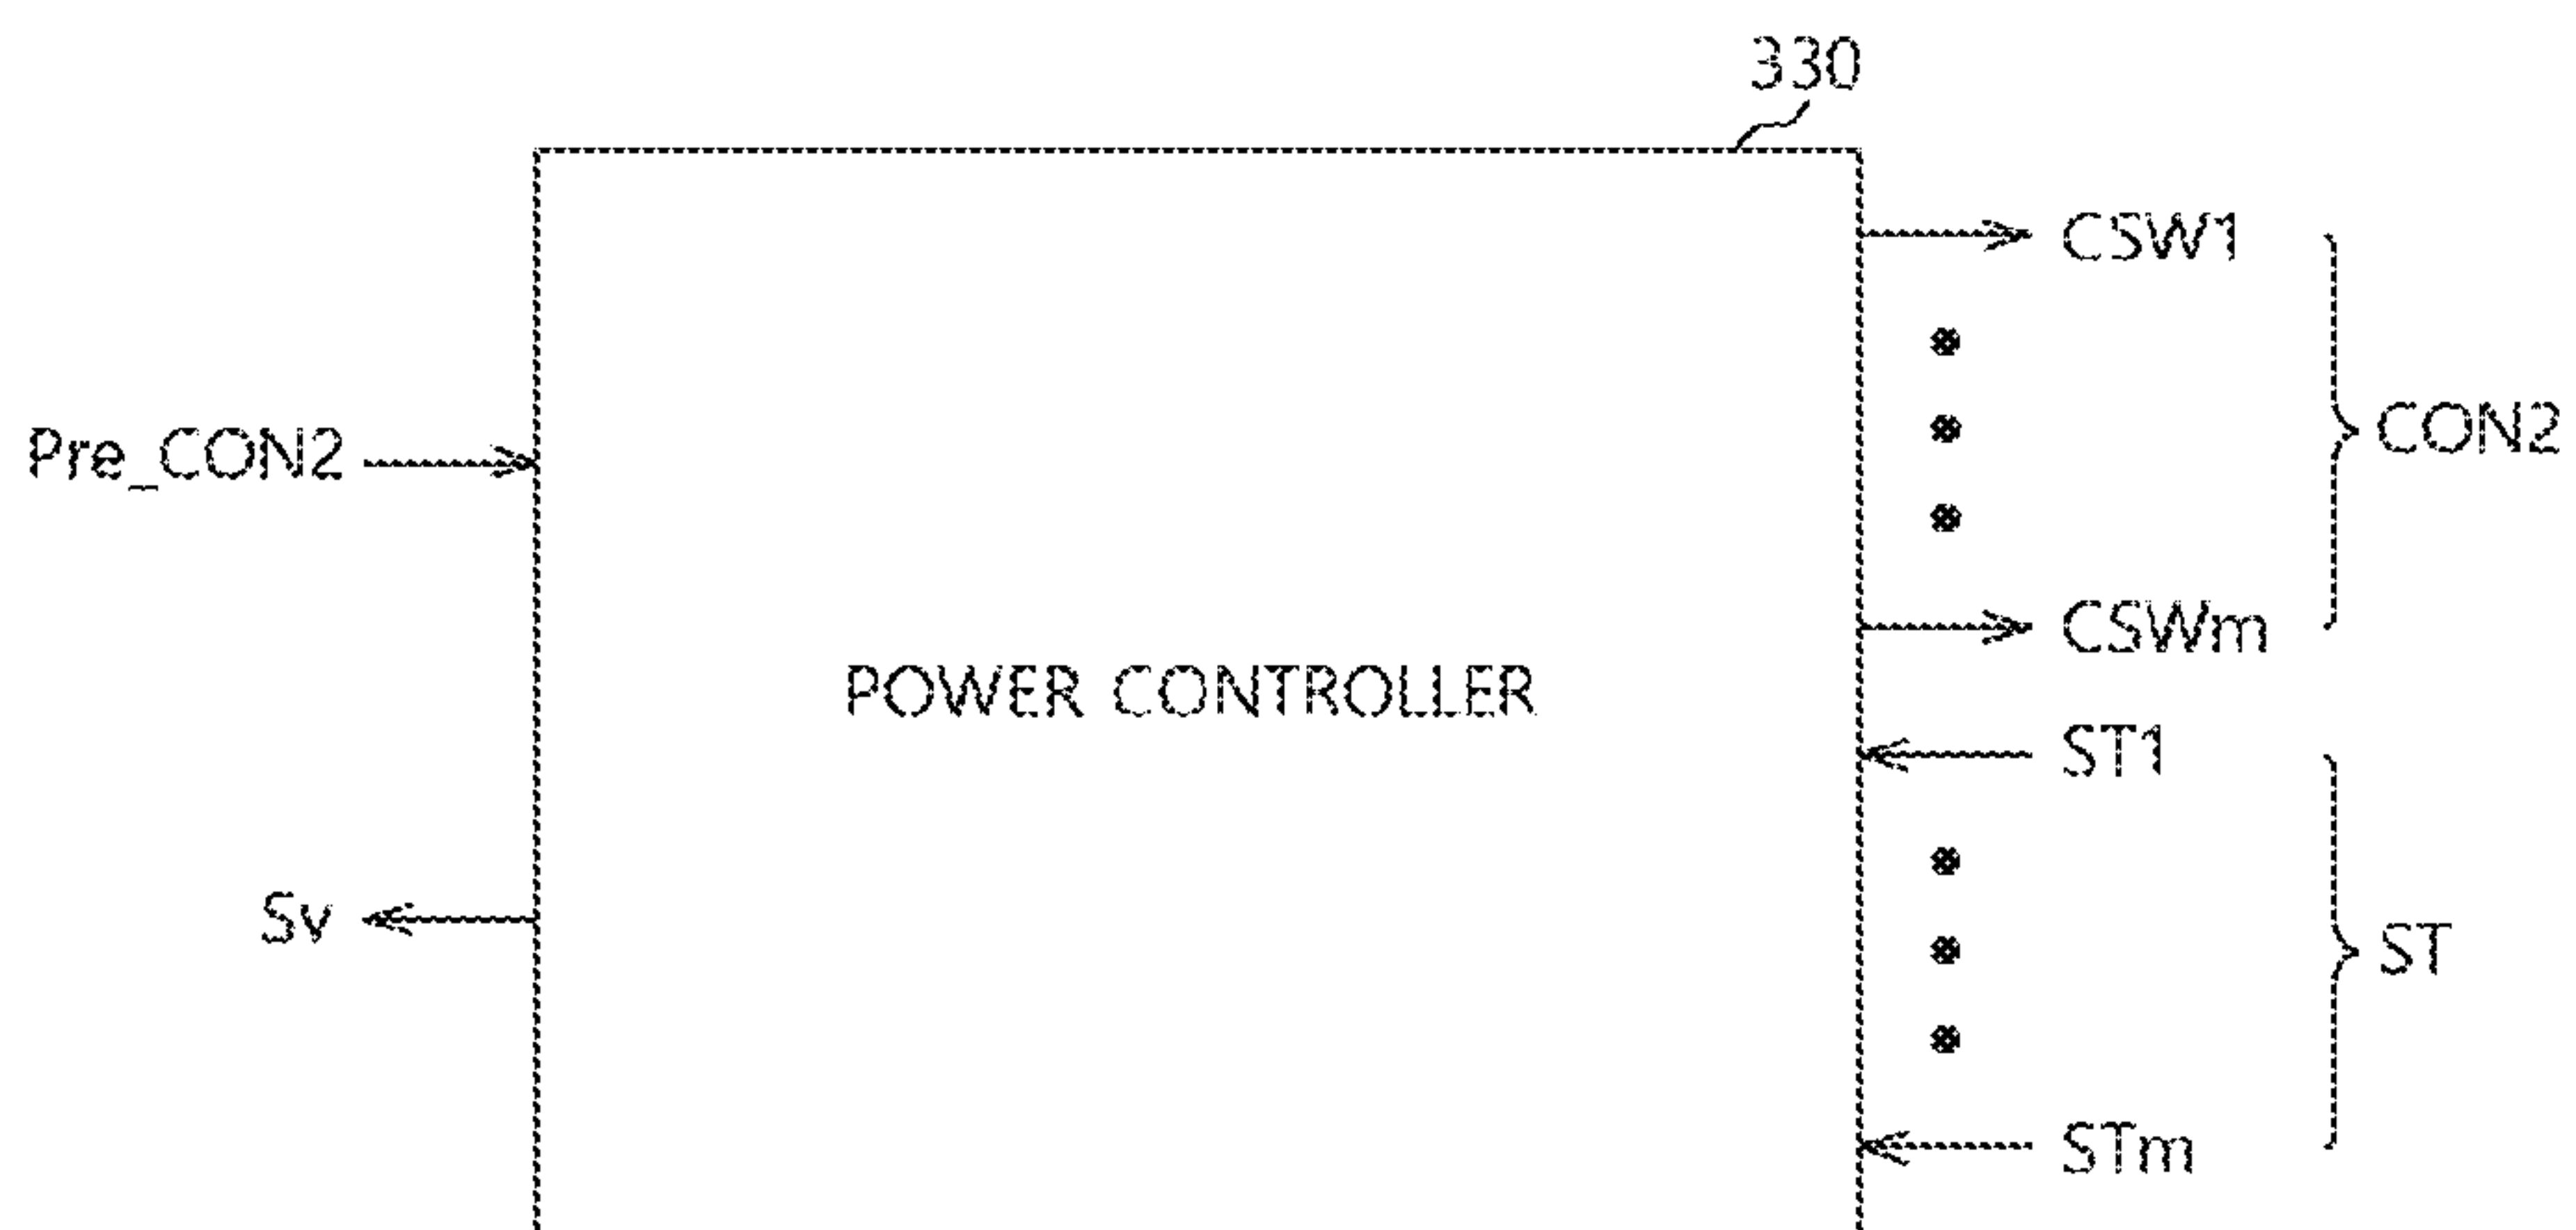 330
CSW1
Pre_CON2
CON2
CSWm
POWER CONTROLLER
ST1
Sv
ST
STm